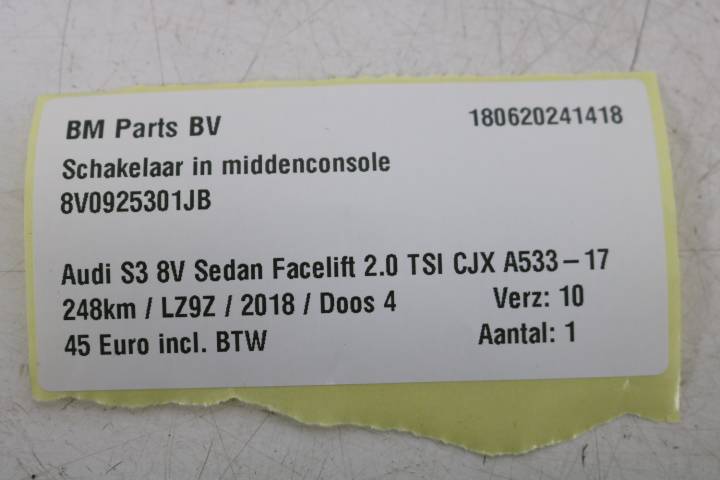 BM Parts BV 180620241418
Schakelaar in middenconsole
8V0925301JB
Audi S3 8V Sedan Facelift 2.0 TSI CJX A533-17
248km / LZ9Z / 2018 / Doos 4 Verz: 10
45 Euro incl. BTW Aantal: 1